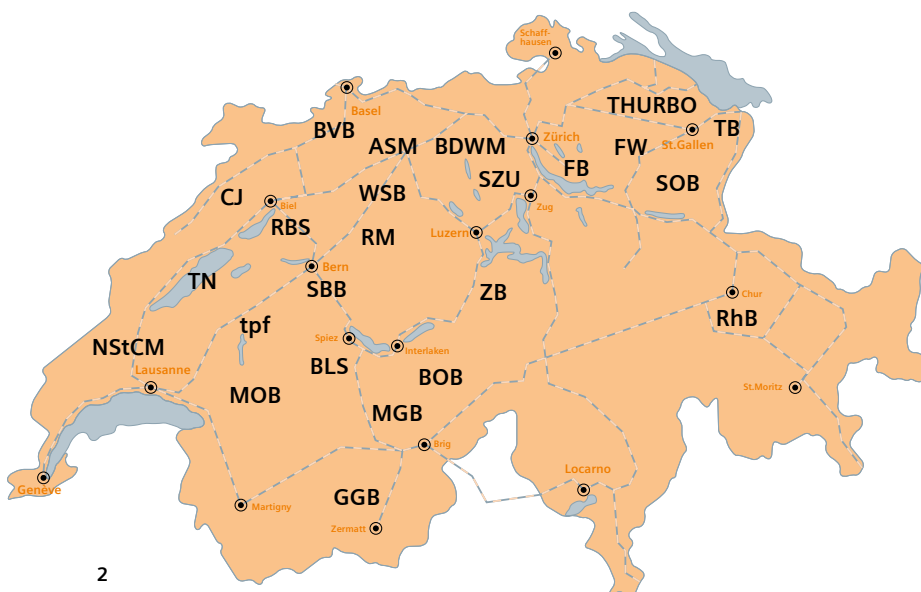 Schaff-
hausen
Basel
THURBO
BVB
TB
ASM
BDWM
Zürich
FW
St.Gallen
FB
SZU
SOB
CJ
WSB
Biel
Zug
RBS
RM
Luzern
Bern
TN
SBB
ZB
Chur
tpf
RhB
Spiez
NStCM
Interlaken
Lausanne
BLS
BOB
MOB
St.Moritz
MGB
Brig
Locarno
Genève
GGB
Martigny
Zermatt
2